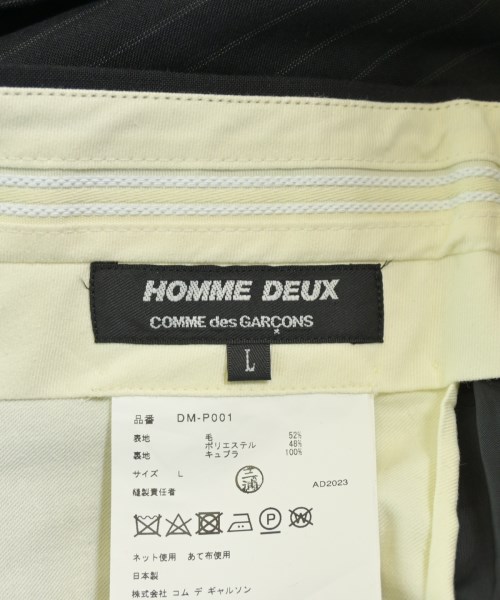 HOMME DEUX
COMME des GARÇONS
L
品番 DM-P001
表地 毛 52%
ポリエステル 48%
裏地 キュプラ 100%
サイズ L
縫製責任者
AD2023
P
W
ネット使用 あて布使用
日本製
株式会社 コム デ ギャルソン